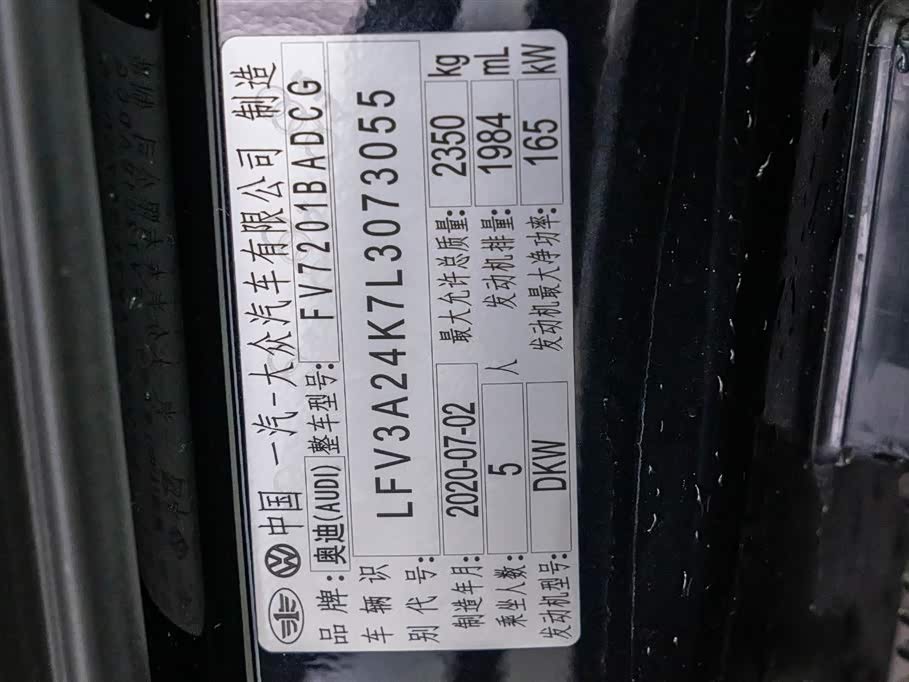 中国 一汽-大众汽车有限公司 制造
品牌: 奥迪(AUDI) 整车型号: FV7201BADCG
车辆识别代号: LFV3A24K7L3073055
制造年月: 2020-07-02 最大允许总质量: 2350 kg
乘坐人数: 5 人 发动机排量: 1984 mL
发动机型号: DKW 发动机最大净功率: 165 kW